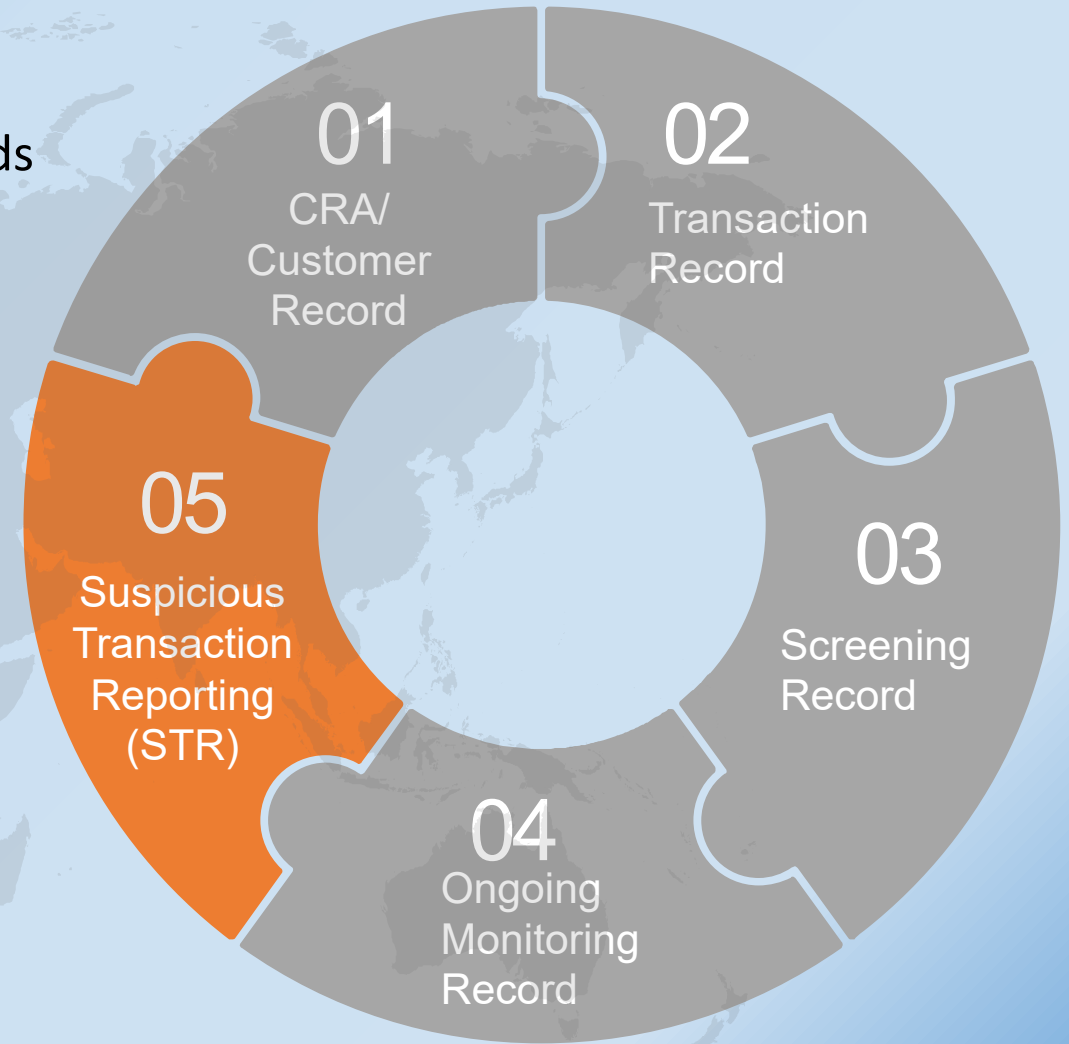 01
CRA/
Customer
Record
02
Transaction
Record
03
Screening
Record
04
Ongoing
Monitoring
Record
05
Suspicious
Transaction
Reporting
(STR)